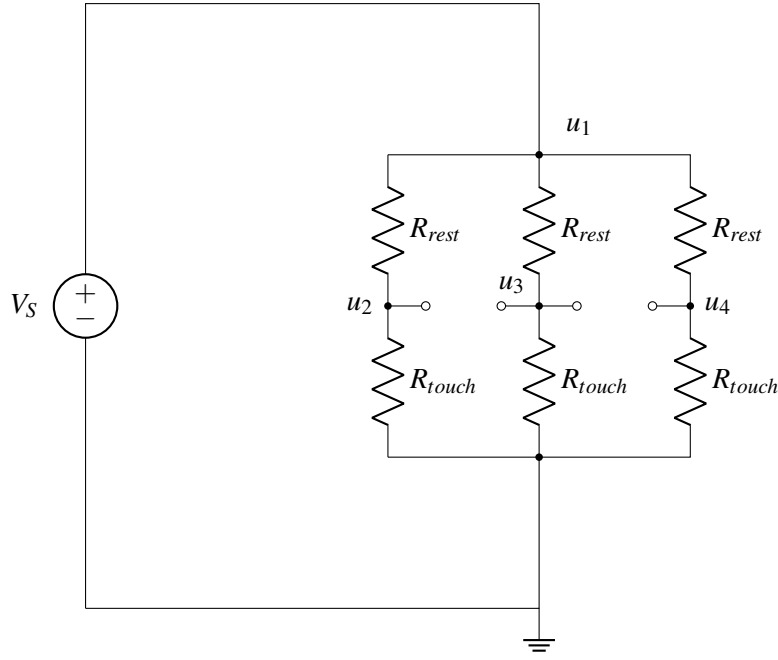 u1
Rrest Rrest Rrest
u3
VS + − u2 u4
Rtouch Rtouch Rtouch